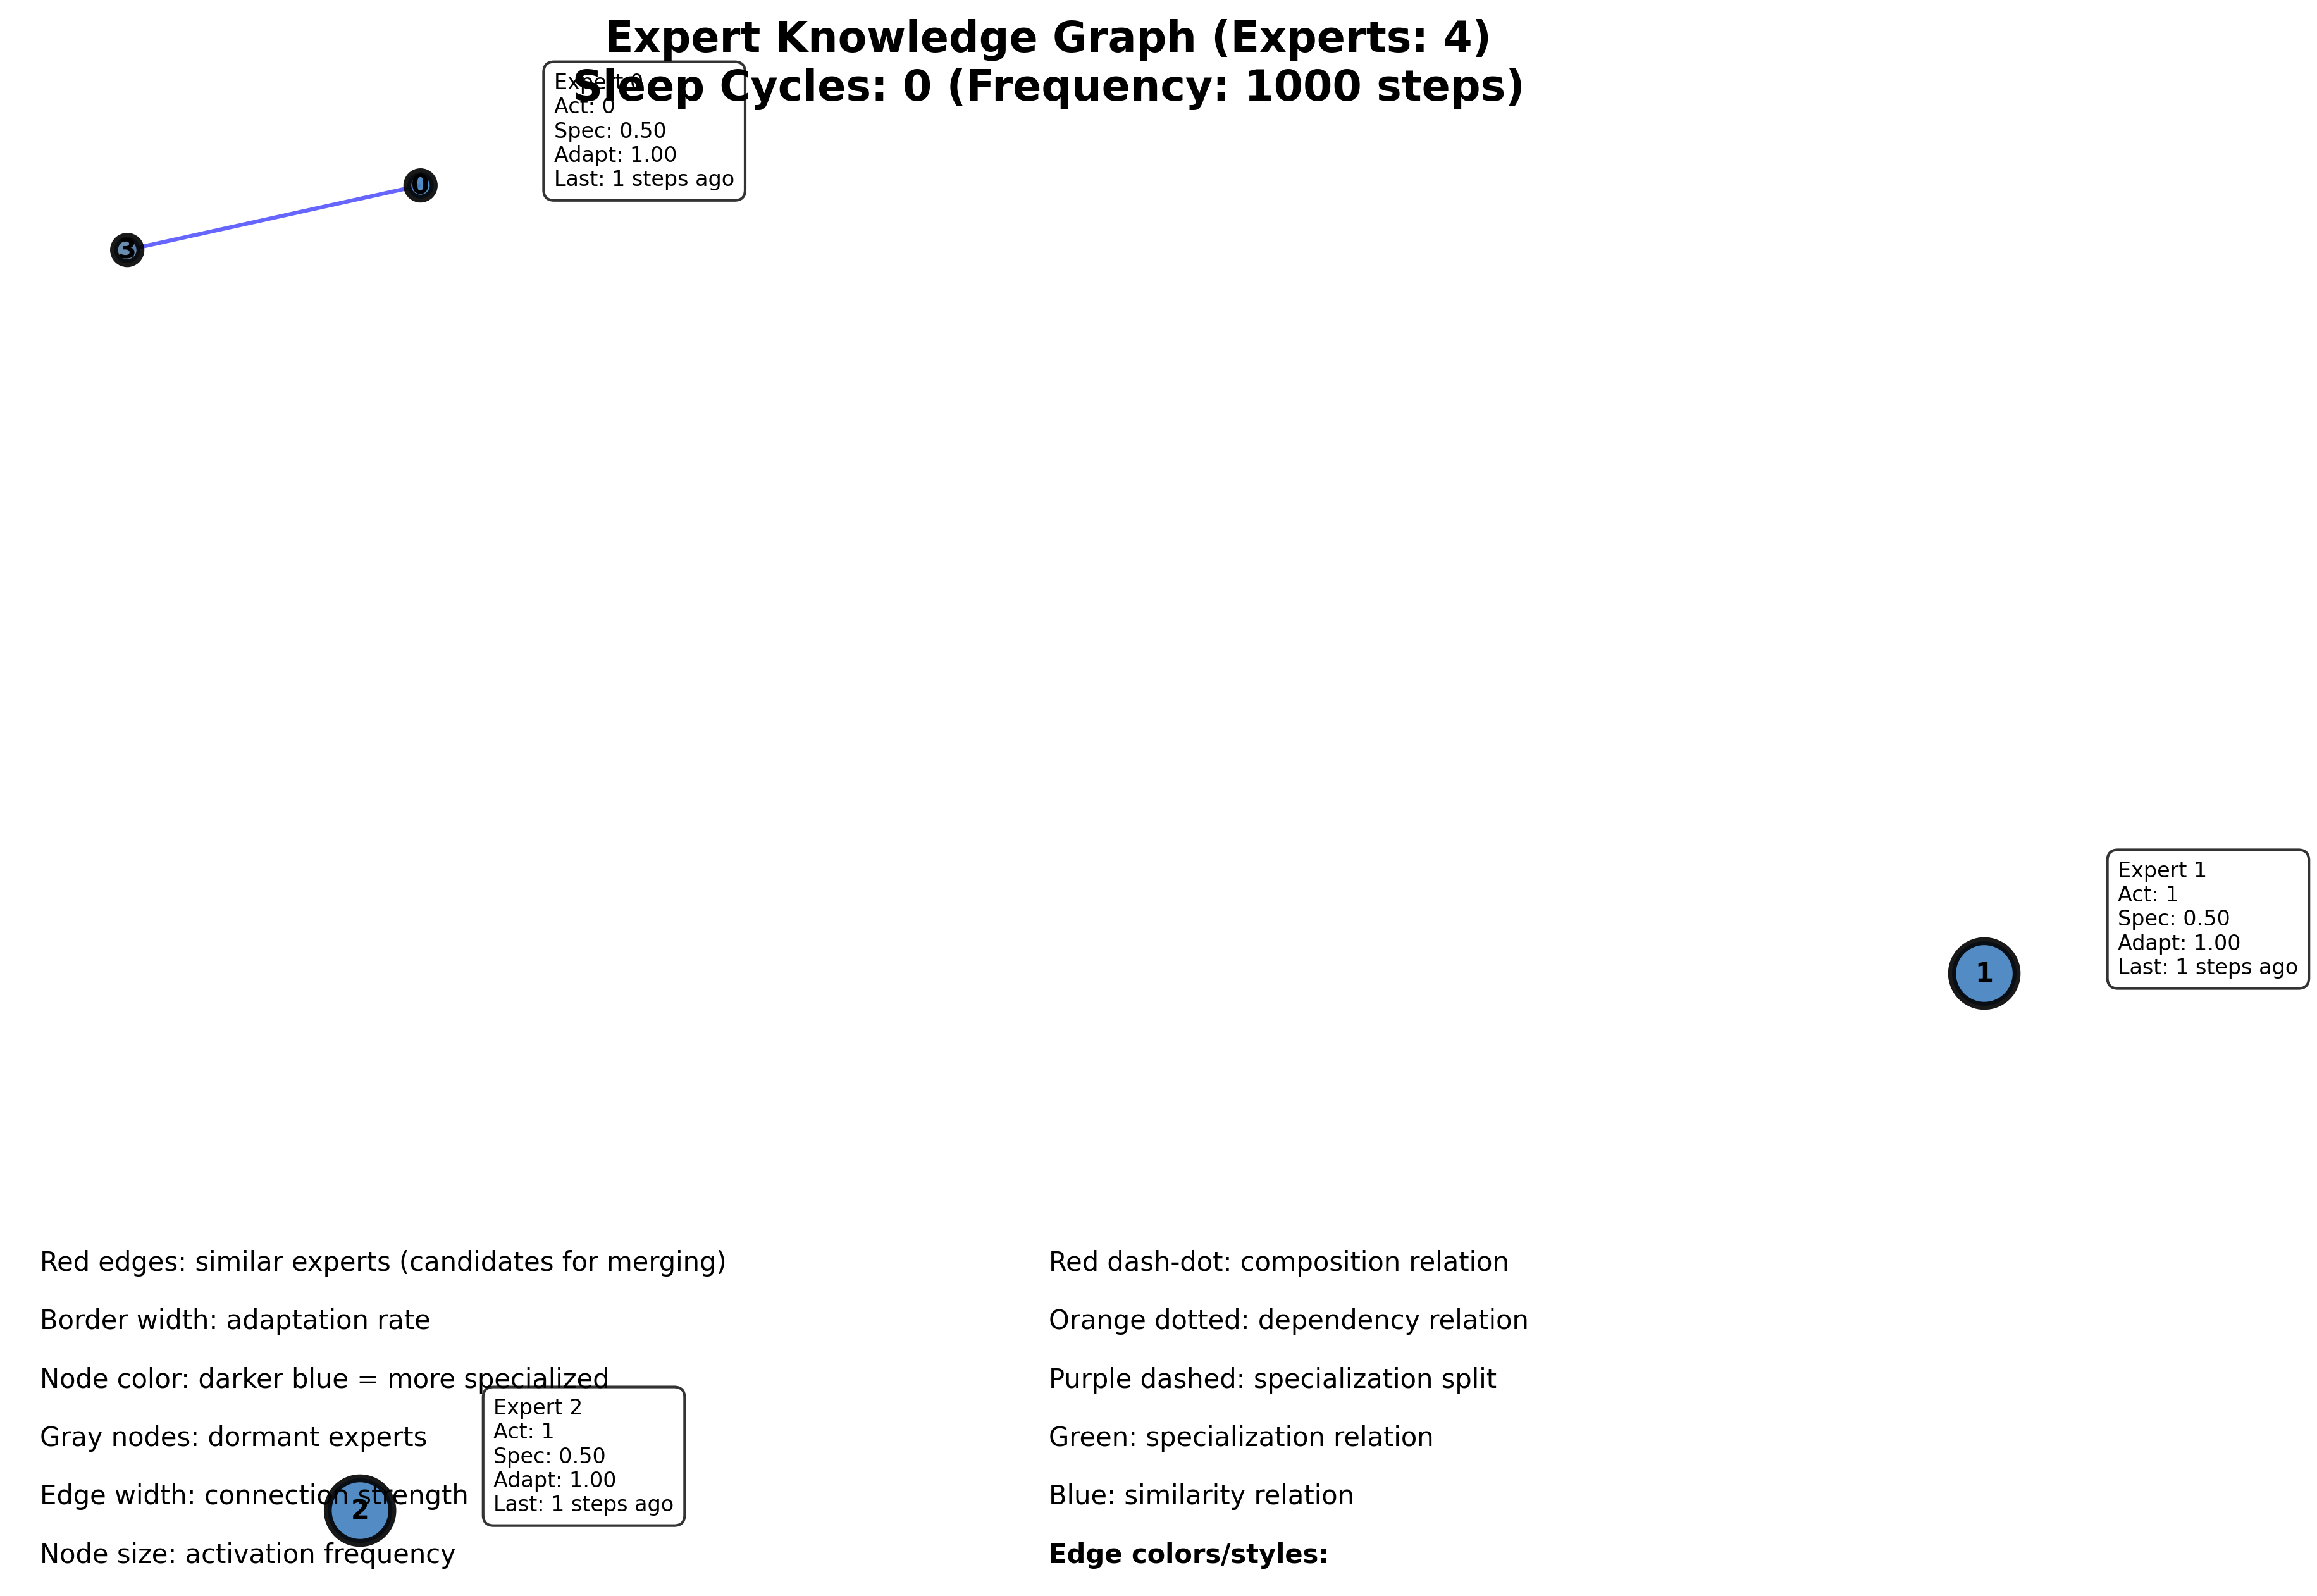 Expert Knowledge Graph (Experts: 4)
Sleep Cycles: 0 (Frequency: 1000 steps)
Expert 0
Act: 0
Spec: 0.50
Adapt: 1.00
Last: 1 steps ago
0
3
Expert 1
Act: 1
Spec: 0.50
Adapt: 1.00
Last: 1 steps ago
1
Red edges: similar experts (candidates for merging)
Border width: adaptation rate
Node color: darker blue = more specialized
Gray nodes: dormant experts
Edge width: connection strength
Node size: activation frequency
Expert 2
Act: 1
Spec: 0.50
Adapt: 1.00
Last: 1 steps ago
2
Red dash-dot: composition relation
Orange dotted: dependency relation
Purple dashed: specialization split
Green: specialization relation
Blue: similarity relation
Edge colors/styles: